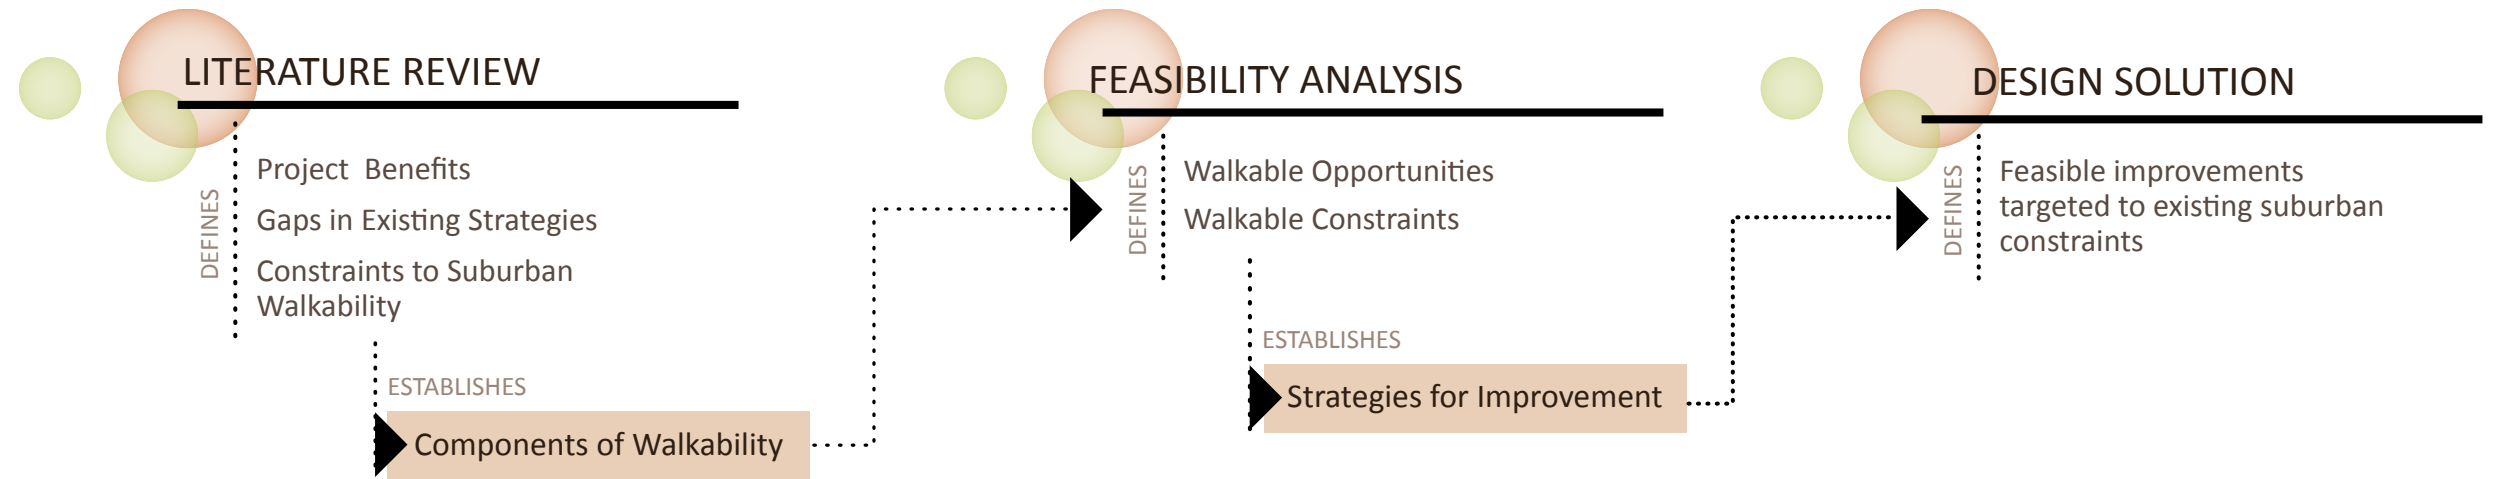 LITERATURE REVIEW
DEFINES
Project  Benefits
Gaps in Existing Strategies
Constraints to Suburban
Walkability
ESTABLISHES
Components of Walkability
FEASIBILITY ANALYSIS
DEFINES
Walkable Opportunities
Walkable Constraints
ESTABLISHES
Strategies for Improvement
DESIGN SOLUTION
DEFINES
Feasible improvements
targeted to existing suburban
constraints